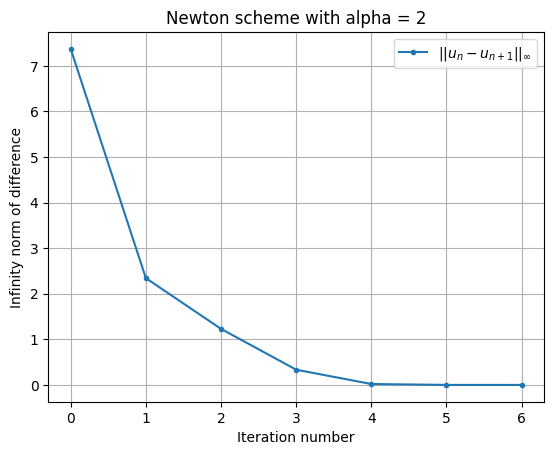 Newton scheme with alpha = 2
||u_n − u_{n+1}||_∞
Infinity norm of difference
7
6
5
4
3
2
1
0
0 1 2 3 4 5 6
Iteration number